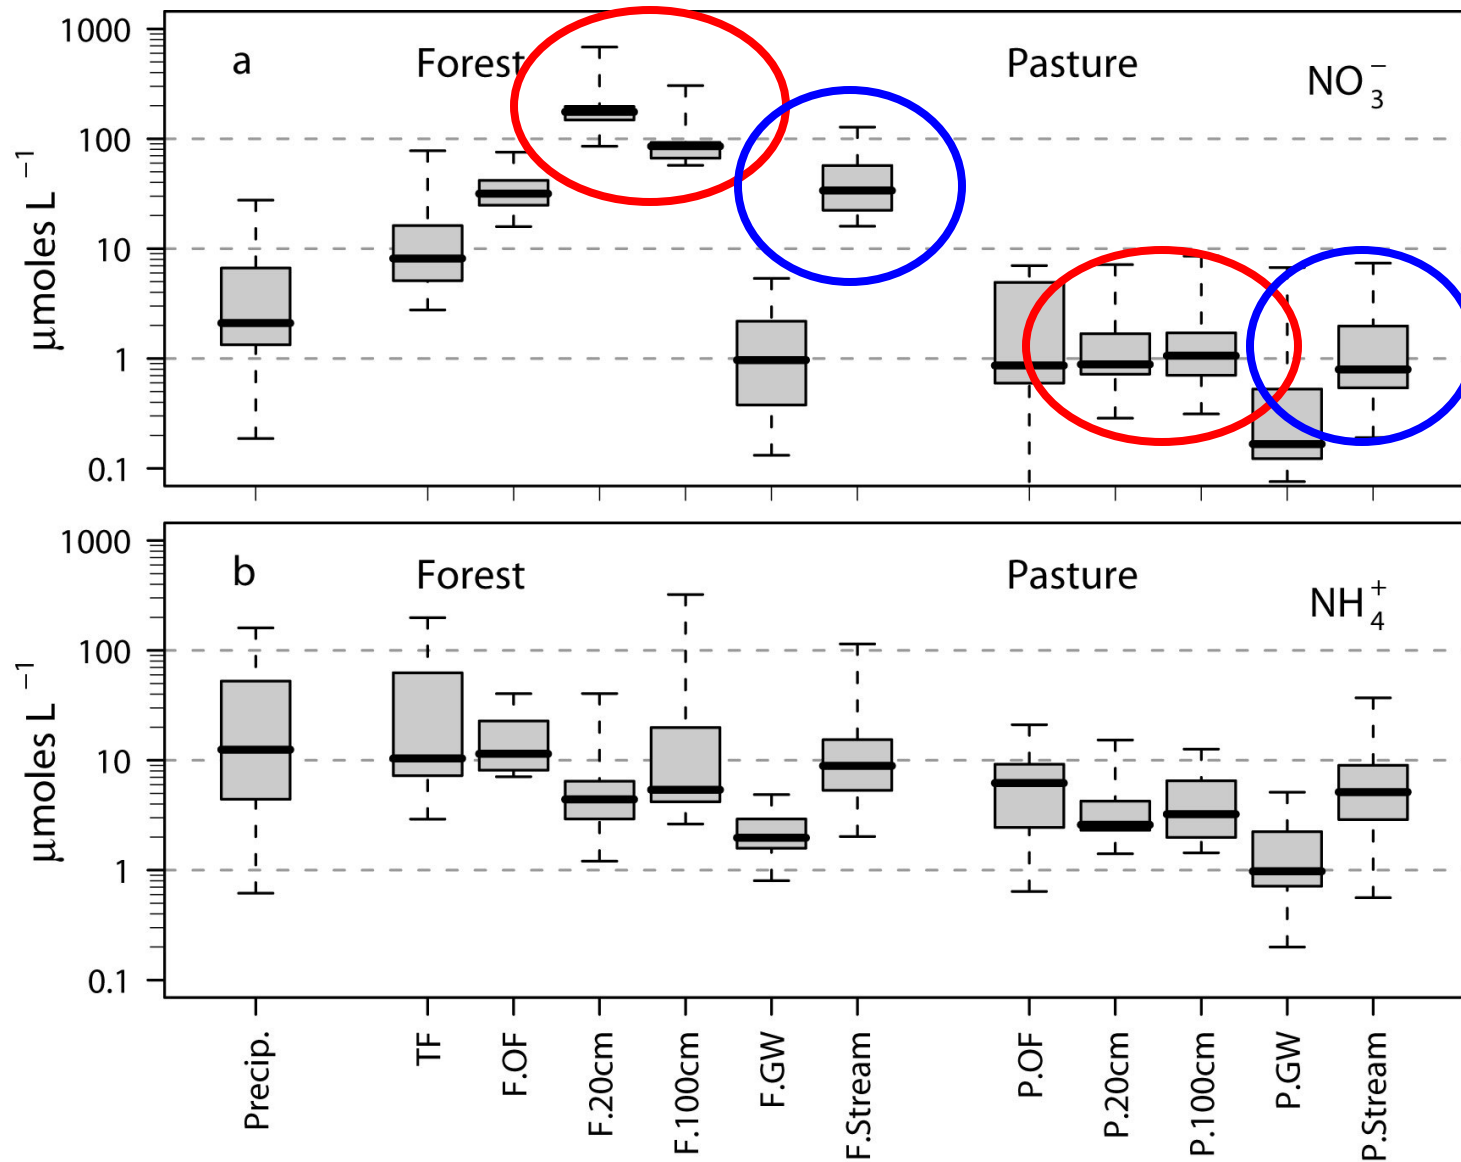 a
Forest
Pasture
NO₃⁻
1000
100
10
1
0.1
μmoles L⁻¹
b
Forest
Pasture
NH₄⁺
1000
100
10
1
0.1
μmoles L⁻¹
Precip.
TF
F.OF
F.20cm
F.100cm
F.GW
F.Stream
P.OF
P.20cm
P.100cm
P.GW
P.Stream